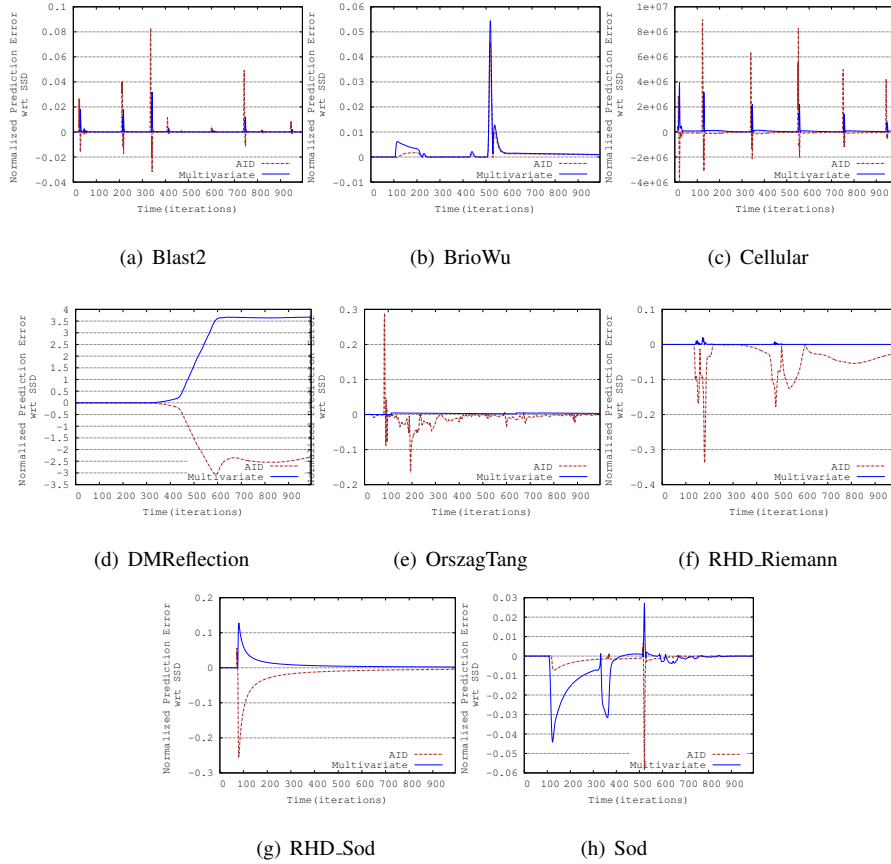 Normalized Prediction Error
wrt SSD
0.1
0.08
0.06
0.04
0.02
0
−0.02
−0.04
AID
Multivariate
0 100 200 300 400 500 600 700 800 900
Time(iterations)
(a) Blast2
Normalized Prediction Error
wrt SSD
0.06
0.05
0.04
0.03
0.02
0.01
0
−0.01
AID
Multivariate
0 100 200 300 400 500 600 700 800 900
Time(iterations)
(b) BrioWu
Normalized Prediction Error
wrt SSD
1e+07
8e+06
6e+06
4e+06
2e+06
0
−2e+06
−4e+06
AID
Multivariate
0 100 200 300 400 500 600 700 800 900
Time(iterations)
(c) Cellular
Normalized Prediction Error
wrt SSD
4
3.5
3
2.5
2
1.5
1
0.5
0
−0.5
−1
−1.5
−2
−2.5
−3
−3.5
AID
Multivariate
0 100 200 300 400 500 600 700 800 900
Time(iterations)
(d) DMReflection
Normalized Prediction Error
wrt SSD
0.3
0.2
0.1
0
−0.1
−0.2
AID
Multivariate
0 100 200 300 400 500 600 700 800 900
Time(iterations)
(e) OrszagTang
Normalized Prediction Error
wrt SSD
0.1
0
−0.1
−0.2
−0.3
−0.4
AID
Multivariate
0 100 200 300 400 500 600 700 800 900
Time(iterations)
(f) RHD_Riemann
Normalized Prediction Error
wrt SSD
0.2
0.1
0
−0.1
−0.2
−0.3
AID
Multivariate
0 100 200 300 400 500 600 700 800 900
Time(iterations)
(g) RHD_Sod
Normalized Prediction Error
wrt SSD
0.03
0.02
0.01
0
−0.01
−0.02
−0.03
−0.04
−0.05
−0.06
AID
Multivariate
0 100 200 300 400 500 600 700 800 900
Time(iterations)
(h) Sod